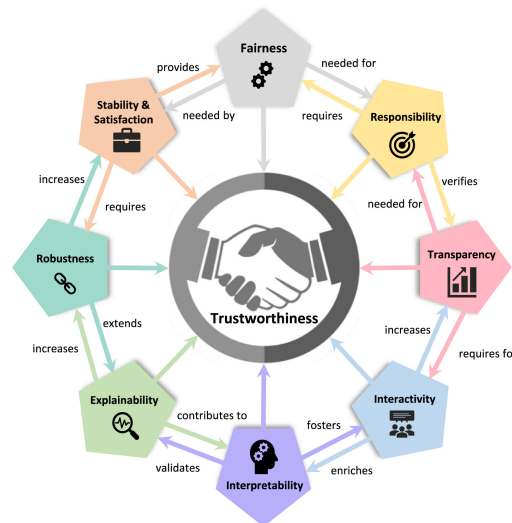 Fairness
provides
needed for
Stability &
Satisfaction
needed by
requires
Responsibility
increases
requires
needed for
verifies
Robustness
Transparency
Trustworthiness
extends
increases
increases
requires fo
Explainability
contributes to
fosters
Interactivity
validates
Interpretability
enriches